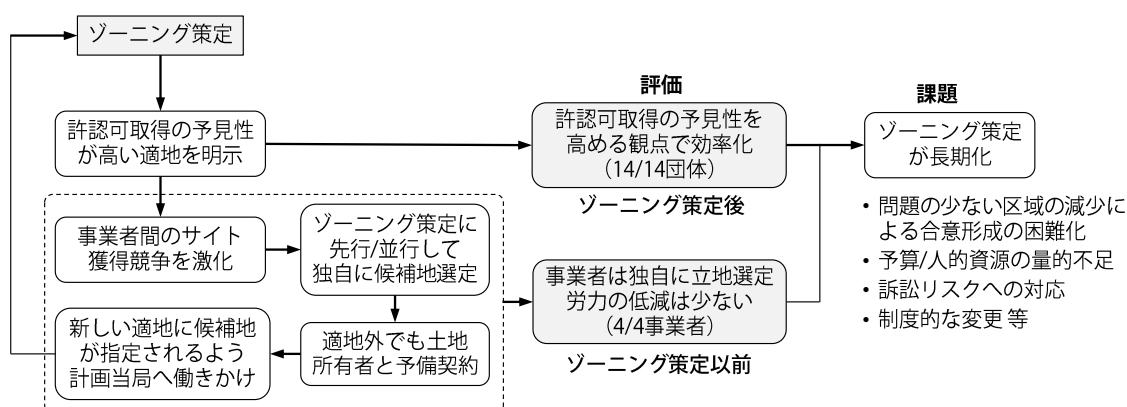 ゾーニング策定
許認可取得の予見性
が高い適地を明示
事業者間のサイト
獲得競争を激化
ゾーニング策定に
先行/並行して
独自に候補地選定
適地外でも土地
所有者と予備契約
新しい適地に候補地
が指定されるよう
計画当局へ働きかけ
評価
許認可取得の予見性を
高める観点で効率化
（14/14団体）
ゾーニング策定後
事業者は独自に立地選定
労力の低減は少ない
（4/4事業者）
ゾーニング策定以前
課題
ゾーニング策定
が長期化
• 問題の少ない区域の減少に
よる合意形成の困難化
• 予算/人的資源の量的不足
• 訴訟リスクへの対応
• 制度的な変更 等